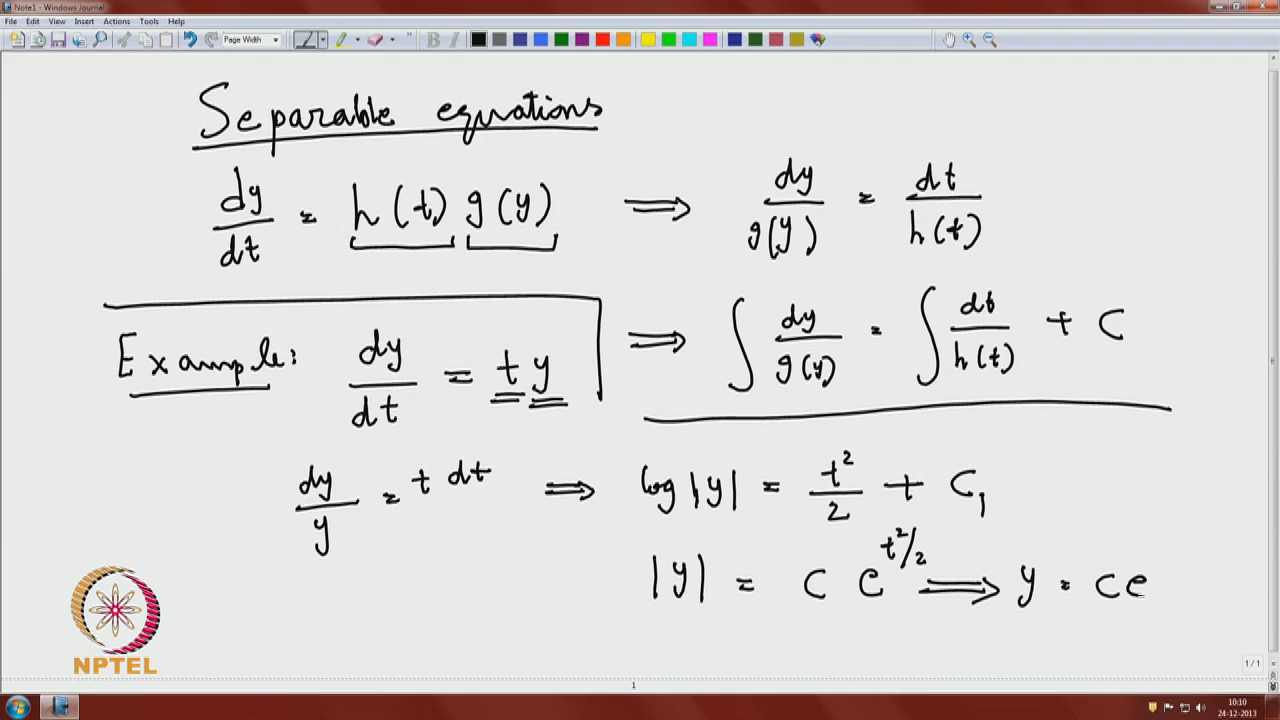 Note1 - Windows Journal
File Edit View Insert Actions Tools Help
Page Width
B I
Separable equations
dy/dt = h(t) g(y) ⟹ dy/g(y) = dt/h(t)
⟹ ∫ dy/g(y) = ∫ dt/h(t) + C
Example: dy/dt = t y
dy/y = t dt ⟹ log|y| = t²/2 + C₁
|y| = C e^(t²/2) ⟹ y = c e
NPTEL
1/1
1
10:10
24-12-2013